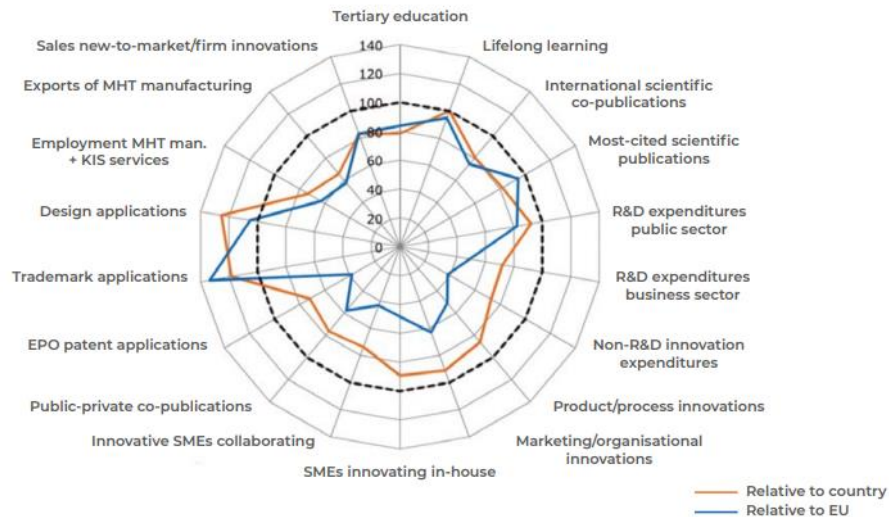 Tertiary education
Sales new-to-market/firm innovations
Lifelong learning
Exports of MHT manufacturing
International scientific
co-publications
Employment MHT man.
+ KIS services
Most-cited scientific
publications
Design applications
R&D expenditures
public sector
Trademark applications
R&D expenditures
business sector
EPO patent applications
Non-R&D innovation
expenditures
Public-private co-publications
Product/process innovations
Innovative SMEs collaborating
Marketing/organisational
innovations
SMEs innovating in-house
140
120
100
80
60
40
20
0
Relative to country
Relative to EU